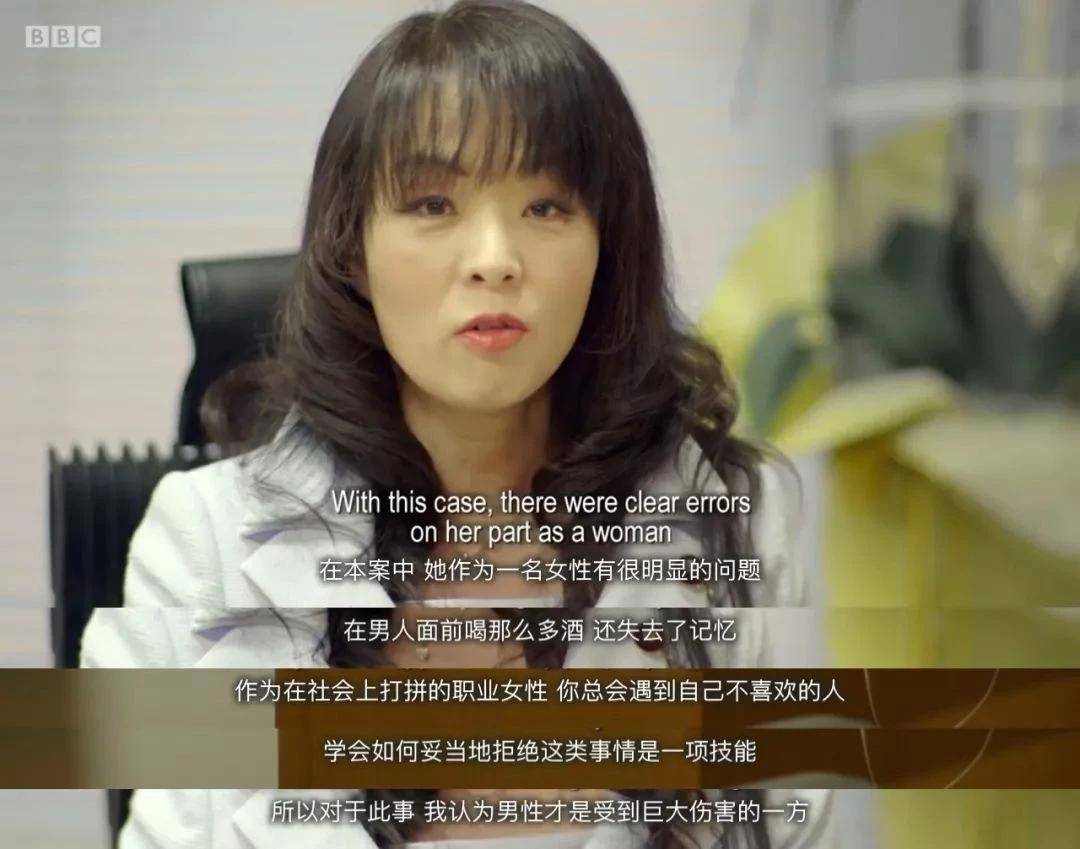 BBC
With this case, there were clear errors
on her part as a woman
在本案中 她作为一名女性有很明显的问题
在男人面前喝那么多酒 还失去了记忆
作为在社会上打拼的职业女性 你总会遇到自己不喜欢的人
学会如何妥当地拒绝这类事情是一项技能
所以对于此事 我认为男性才是受到巨大伤害的一方